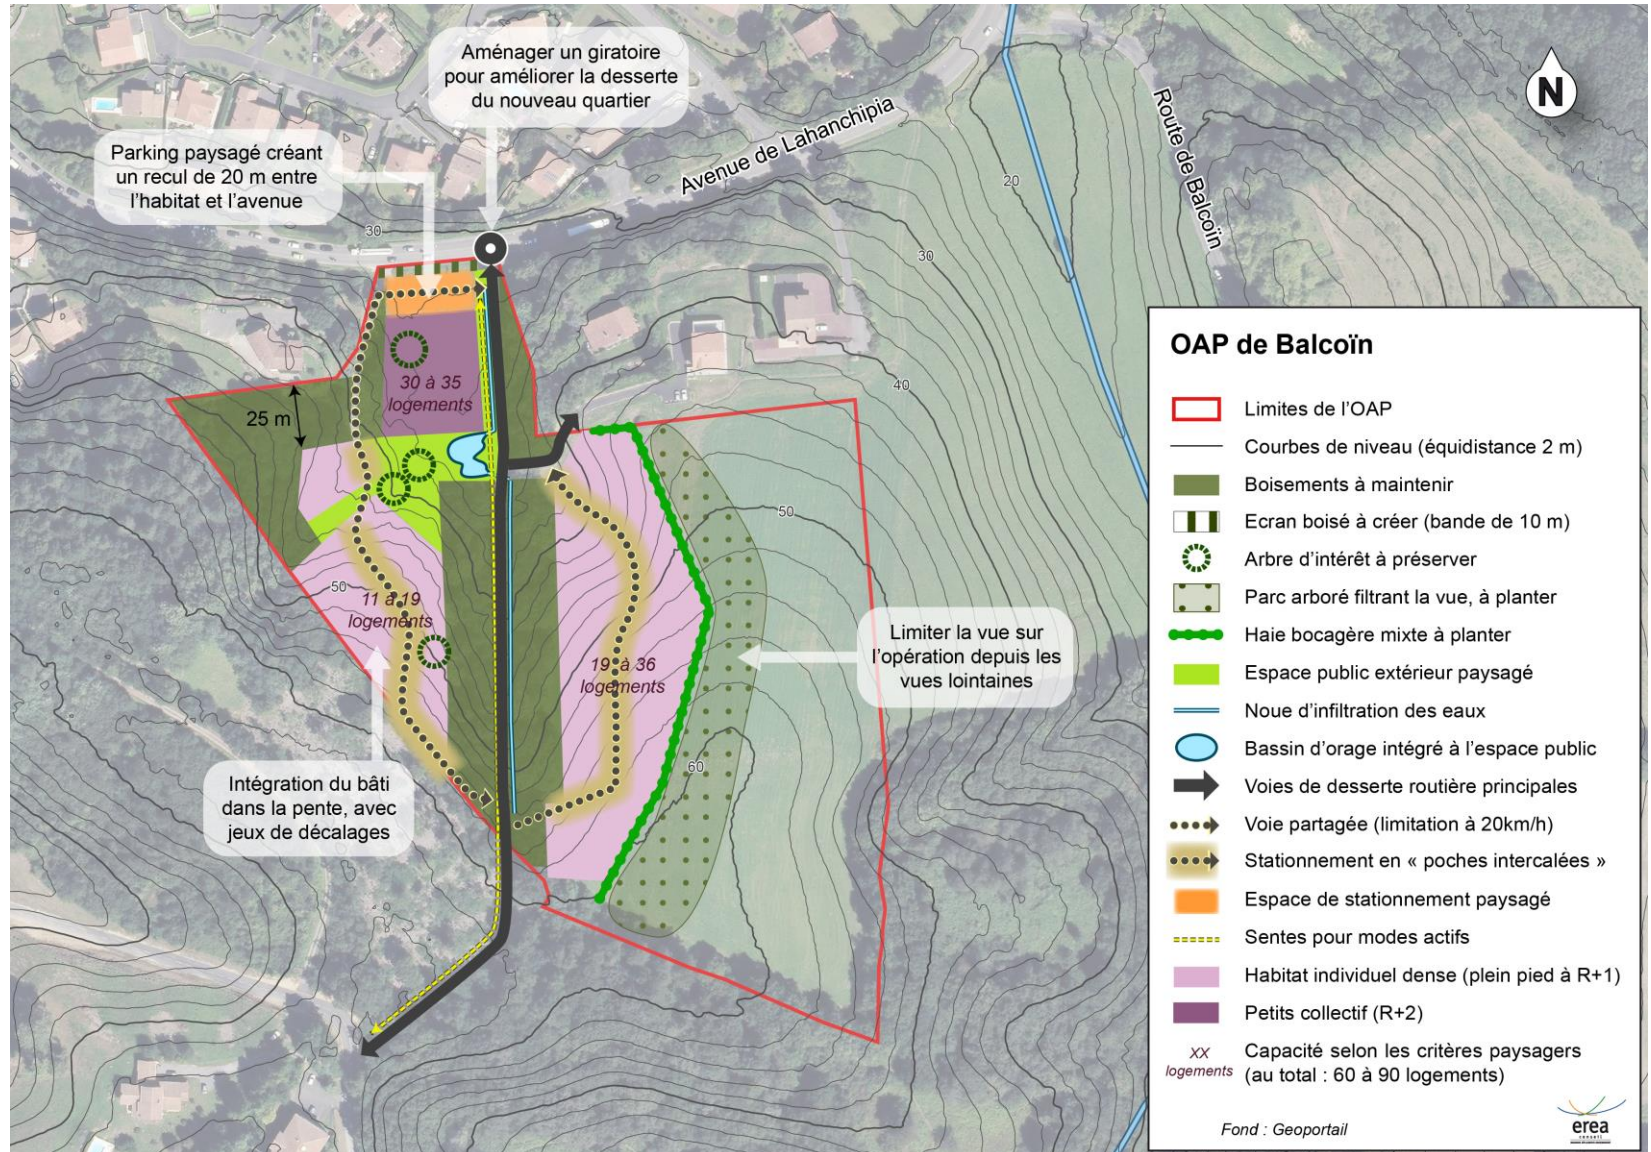 Aménager un giratoire
pour améliorer la desserte
du nouveau quartier
Parking paysagé créant
un recul de 20 m entre
l'habitat et l'avenue
Avenue de Lahanchipia
Route de Balcoïn
N
30
20
30
40
50
50
60
25 m
30 à 35
logements
11 à 19
logements
19 à 36
logements
Limiter la vue sur
l'opération depuis les
vues lointaines
Intégration du bâti
dans la pente, avec
jeux de décalages
OAP de Balcoïn
Limites de l'OAP
Courbes de niveau (équidistance 2 m)
Boisements à maintenir
Ecran boisé à créer (bande de 10 m)
Arbre d'intérêt à préserver
Parc arboré filtrant la vue, à planter
Haie bocagère mixte à planter
Espace public extérieur paysagé
Noue d'infiltration des eaux
Bassin d'orage intégré à l'espace public
Voies de desserte routière principales
Voie partagée (limitation à 20km/h)
Stationnement en « poches intercalées »
Espace de stationnement paysagé
Sentes pour modes actifs
Habitat individuel dense (plein pied à R+1)
Petits collectif (R+2)
XX
logements
Capacité selon les critères paysagers
(au total : 60 à 90 logements)
Fond : Geoportail
erea
conseil